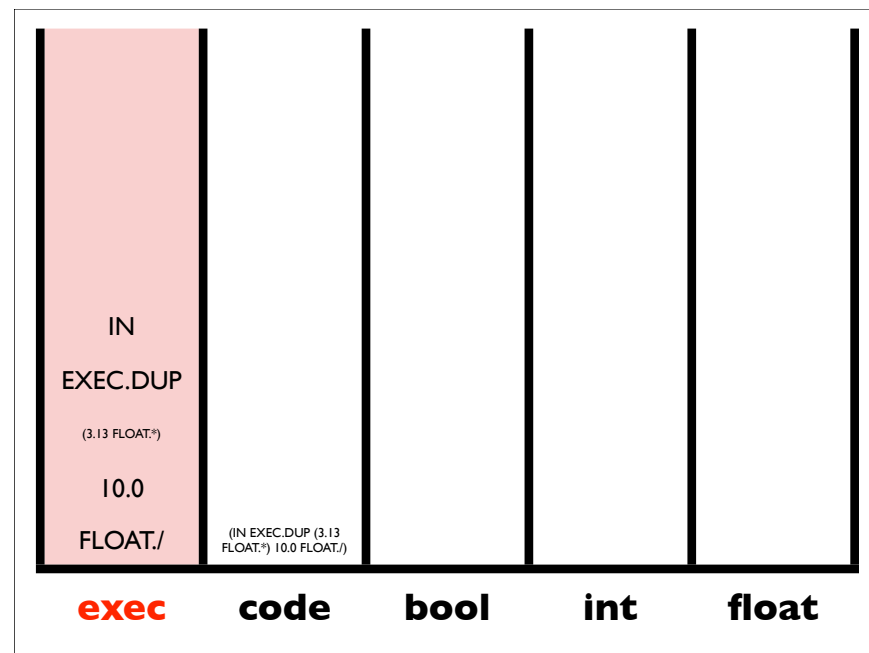 IN
EXEC.DUP
(3.13 FLOAT.*)
10.0
FLOAT./
(IN EXEC.DUP (3.13
FLOAT.*) 10.0 FLOAT./)
exec
code
bool
int
float